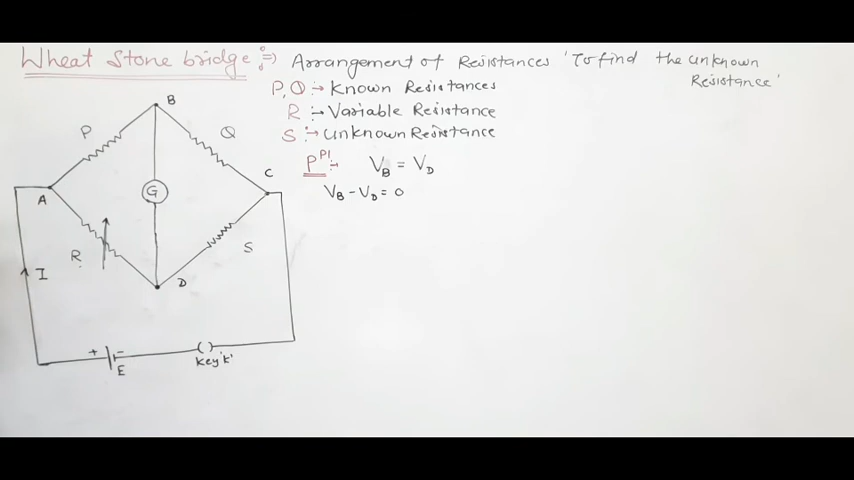 Wheat Stone bridge :=> Arrangement of Resistances 'To find the unknown
Resistance'
P, Q :→ Known Resistances
R :→ Variable Resistance
S :→ unknown Resistance
P^Pl :→ V_B = V_D
V_B - V_D = 0
B
P
Q
C
A
G
R
S
D
I
+ -
E
Key 'K'